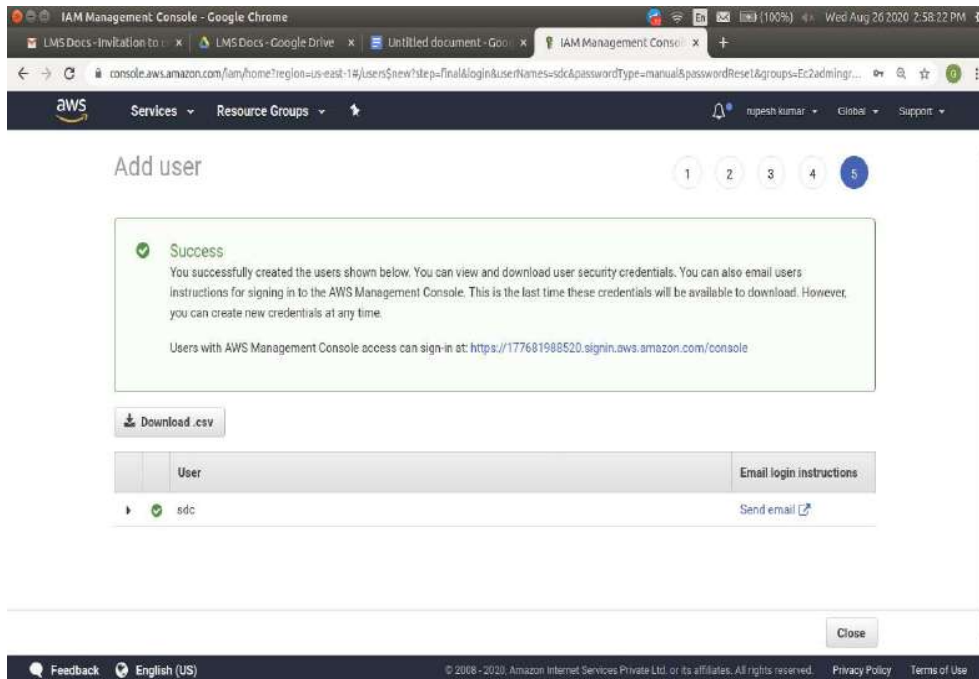 IAM Management Console - Google Chrome
En (100%) Wed Aug 26 2020 2:58:22 PM
LMS Docs - Invitation to x LMS Docs - Google Drive x Untitled document - Goo x IAM Management Consol x +
console.aws.amazon.com/iam/home?region=us-east-1#/users$new?step=final&login&userNames=sdc&passwordType=manual&passwordReset&groups=Ec2admingr... G
aws Services Resource Groups rupesh kumar Global Support
Add user 1 2 3 4 5
Success
You successfully created the users shown below. You can view and download user security credentials. You can also email users
instructions for signing in to the AWS Management Console. This is the last time these credentials will be available to download. However,
you can create new credentials at any time.
Users with AWS Management Console access can sign-in at: https://177681988520.signin.aws.amazon.com/console
Download .csv
User Email login instructions
sdc Send email
Close
Feedback English (US) © 2008 - 2020, Amazon Internet Services Private Ltd. or its affiliates. All rights reserved. Privacy Policy Terms of Use